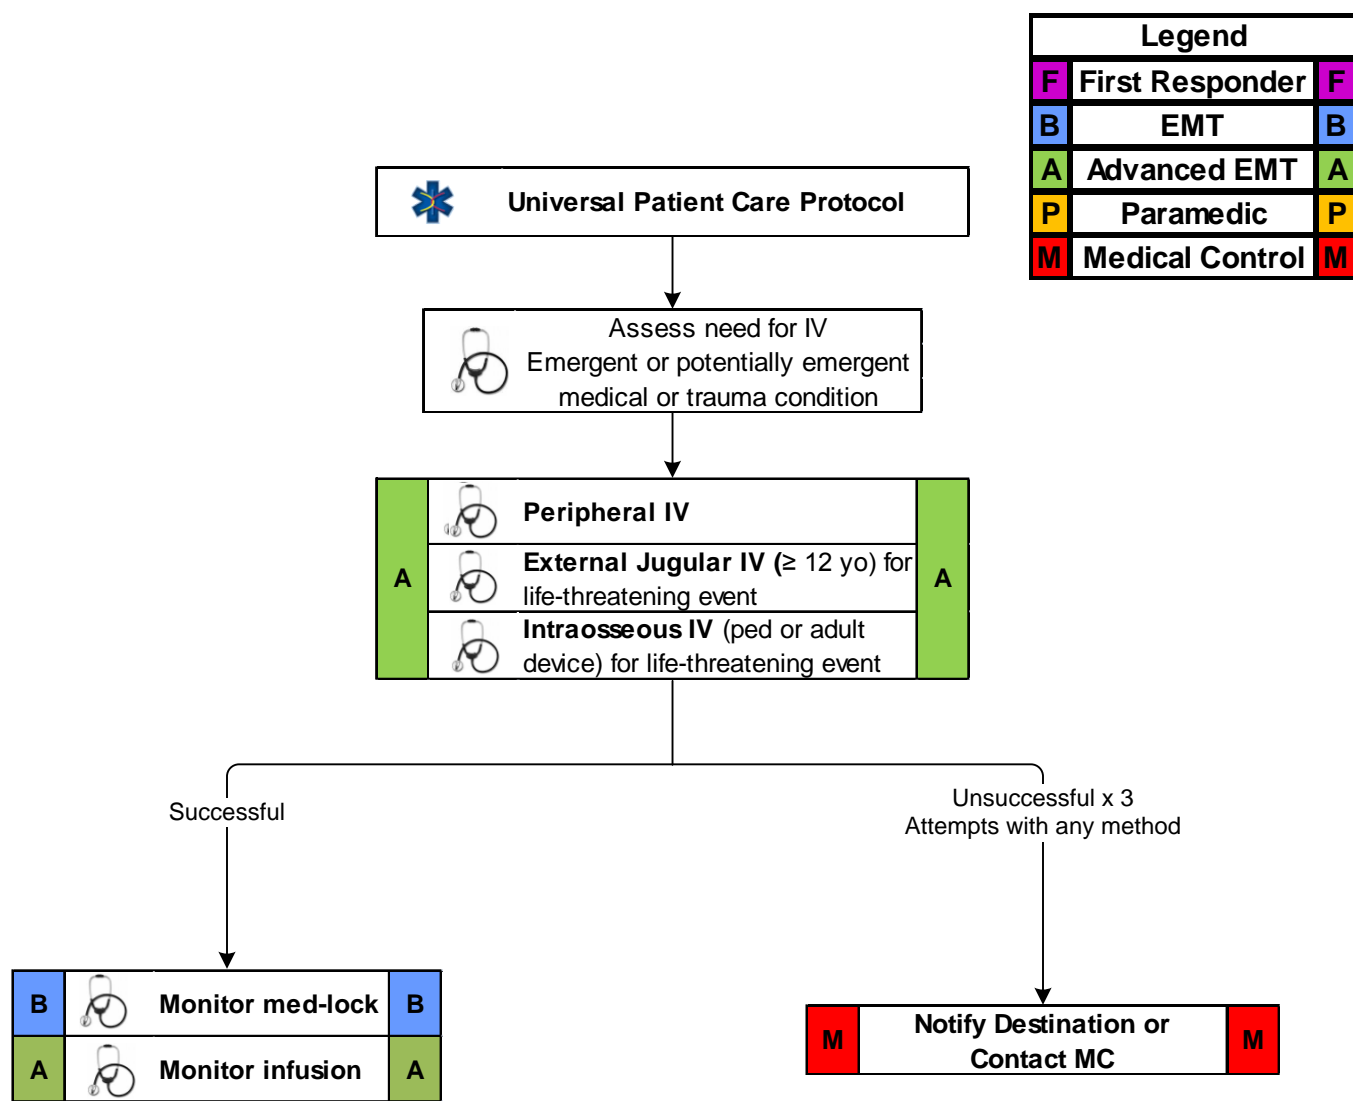 Legend
F First Responder F
B EMT B
A Advanced EMT A
P Paramedic P
M Medical Control M
Universal Patient Care Protocol
Assess need for IV
Emergent or potentially emergent
medical or trauma condition
Peripheral IV
A External Jugular IV (≥ 12 yo) for A
life-threatening event
Intraosseous IV (ped or adult
device) for life-threatening event
Successful
Unsuccessful x 3
Attempts with any method
B Monitor med-lock B
A Monitor infusion A
M Notify Destination or M
Contact MC